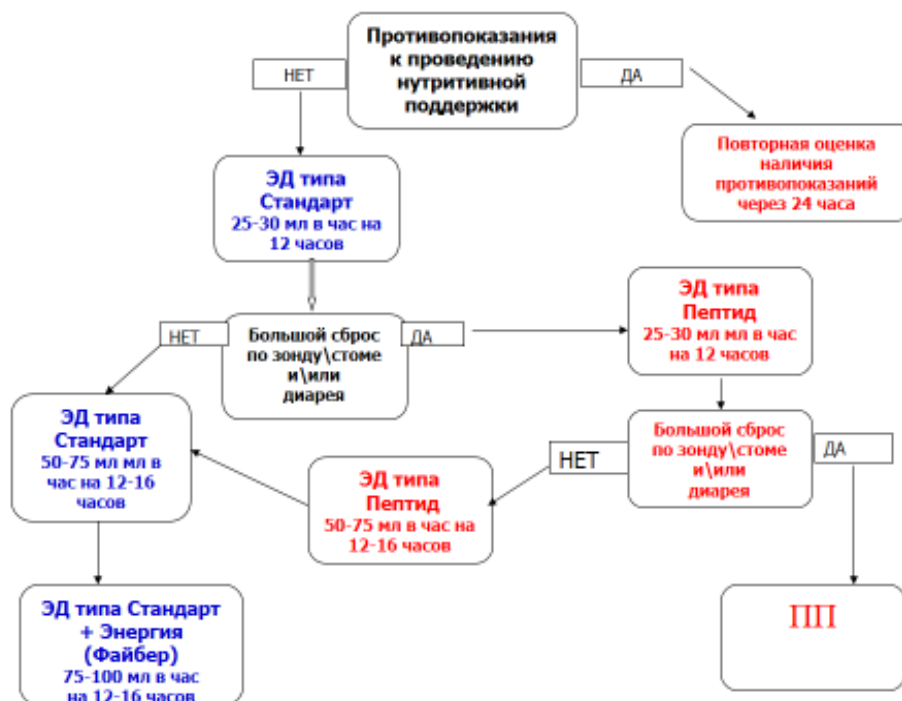 Противопоказания
к проведению
нутритивной
поддержки
НЕТ
ДА
Повторная оценка
наличия
противопоказаний
через 24 часа
ЭД типа
Стандарт
25-30 мл в час на
12 часов
НЕТ
Большой сброс
по зонду\стоме
и\или
диарея
ДА
ЭД типа
Пептид
25-30 мл мл в час
на 12 часов
ЭД типа
Стандарт
50-75 мл мл в
час на 12-16
часов
ЭД типа
Пептид
50-75 мл в час на
12-16 часов
НЕТ
Большой сброс
по зонду\стоме
и\или
диарея
ДА
ЭД типа Стандарт
+ Энергия
(Файбер)
75-100 мл в час
на 12-16 часов
ПП